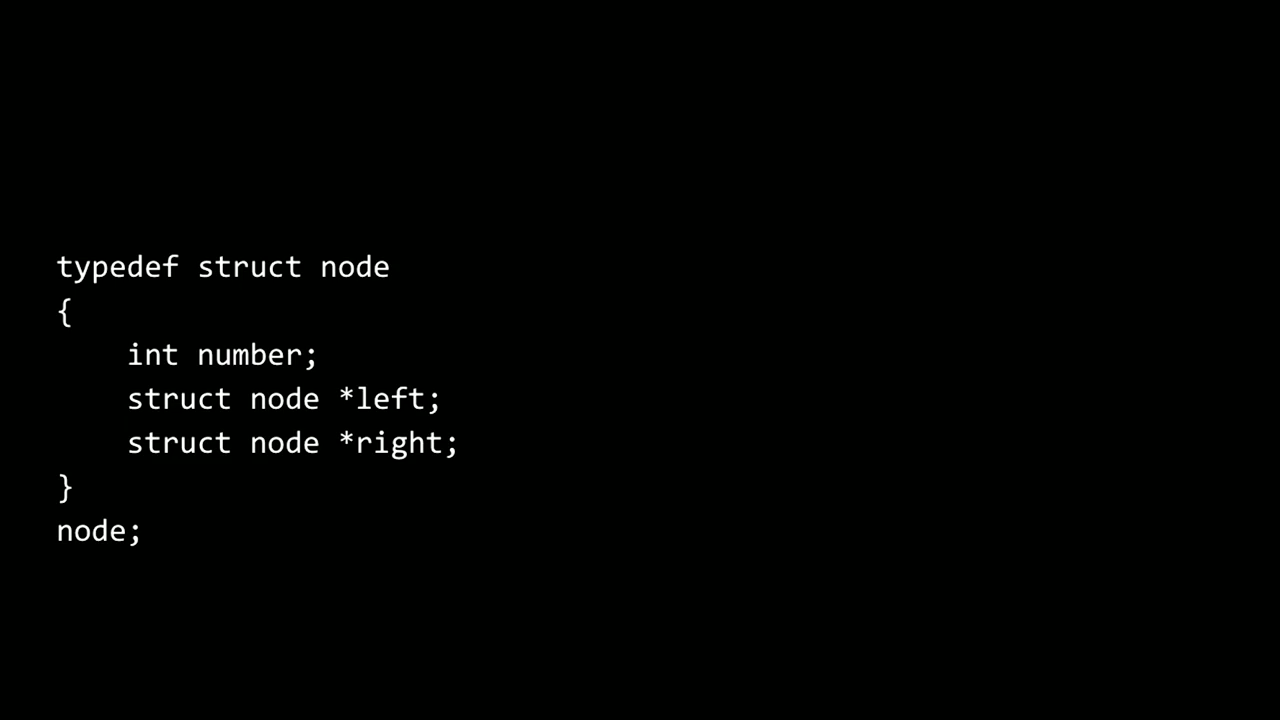 typedef struct node
{
    int number;
    struct node *left;
    struct node *right;
}
node;